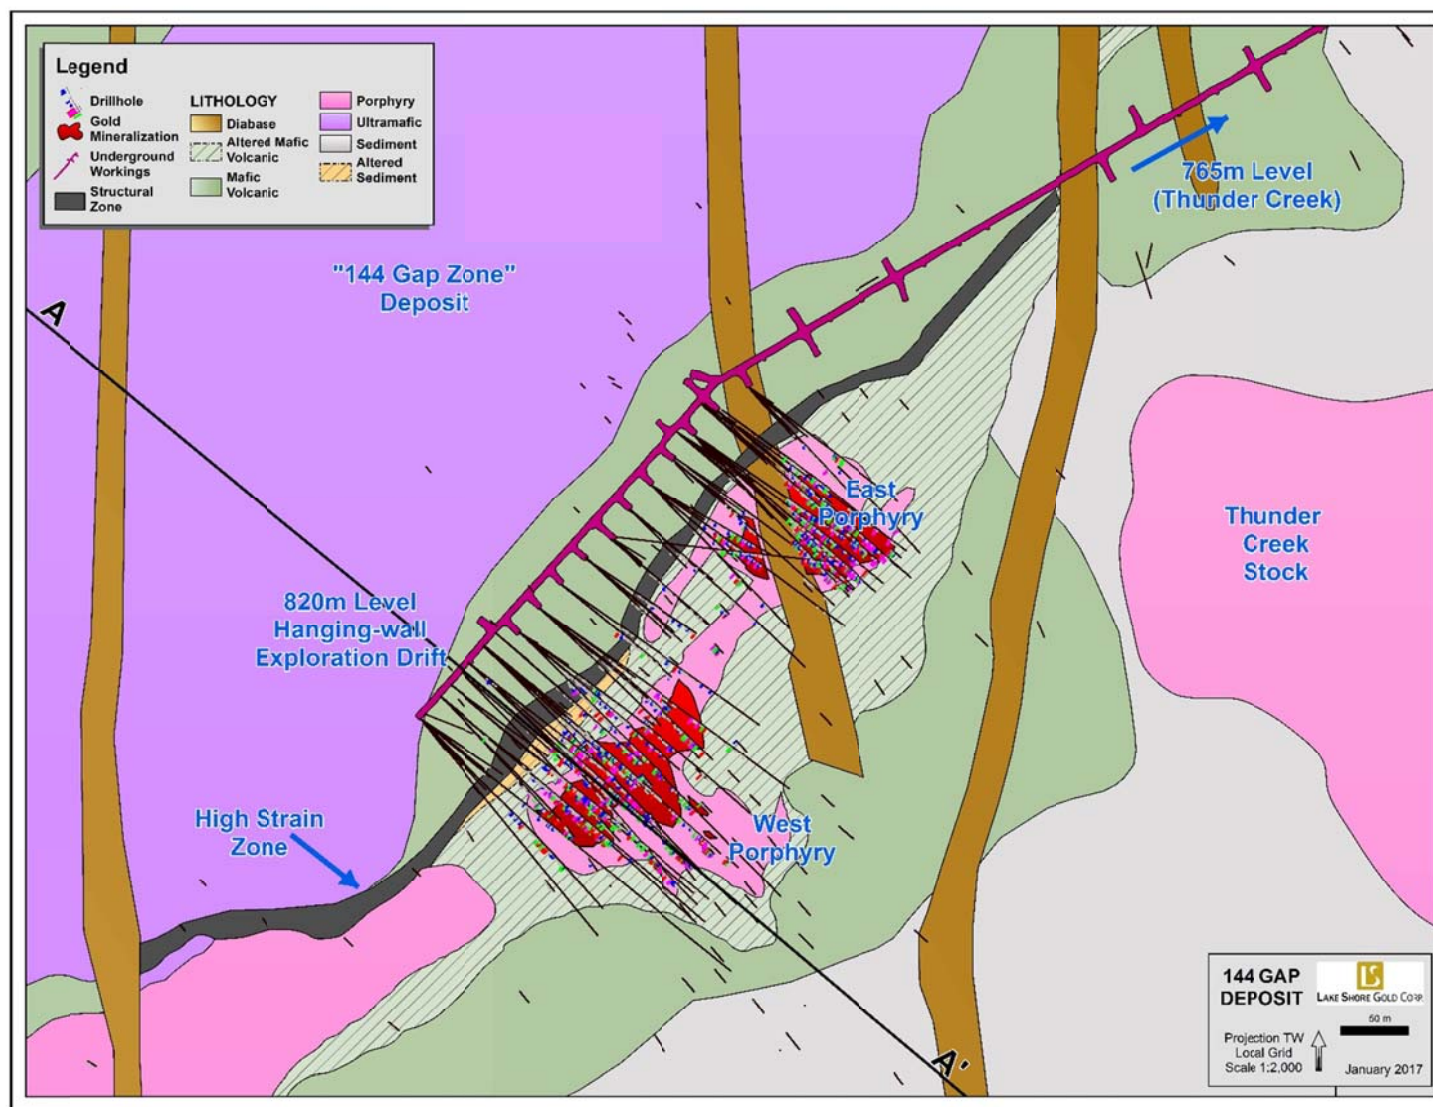 Legend
Drillhole
Gold
Mineralization
Underground
Workings
Structural
Zone
LITHOLOGY
Diabase
Altered Mafic
Volcanic
Mafic
Volcanic
Porphyry
Ultramafic
Sediment
Altered
Sediment
765m Level
(Thunder Creek)
"144 Gap Zone"
Deposit
A
East
Porphyry
Thunder
Creek
Stock
820m Level
Hanging-wall
Exploration Drift
High Strain
Zone
West
Porphyry
A'
144 GAP
DEPOSIT
LS
LAKE SHORE GOLD CORP.
50 m
Projection TW
Local Grid
Scale 1:2,000
January 2017